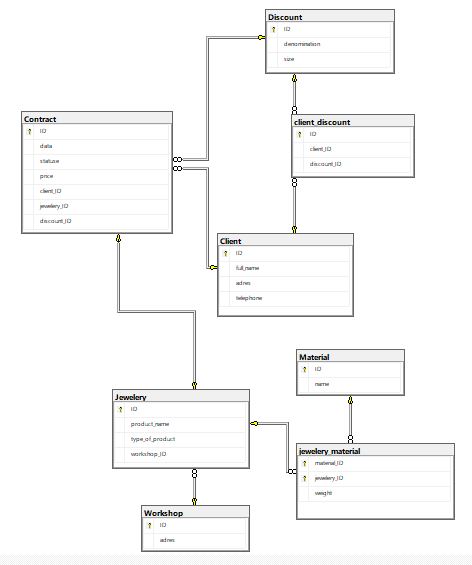 Discount
ID
denomination
size
Contract
ID
data
statuse
price
client_ID
jewelery_ID
discount_ID
client_discount
ID
client_ID
discount_ID
Client
ID
full_name
adres
telephone
Material
ID
name
Jewelery
ID
product_name
type_of_product
workshop_ID
jewelery_material
material_ID
jewelery_ID
weight
Workshop
ID
adres